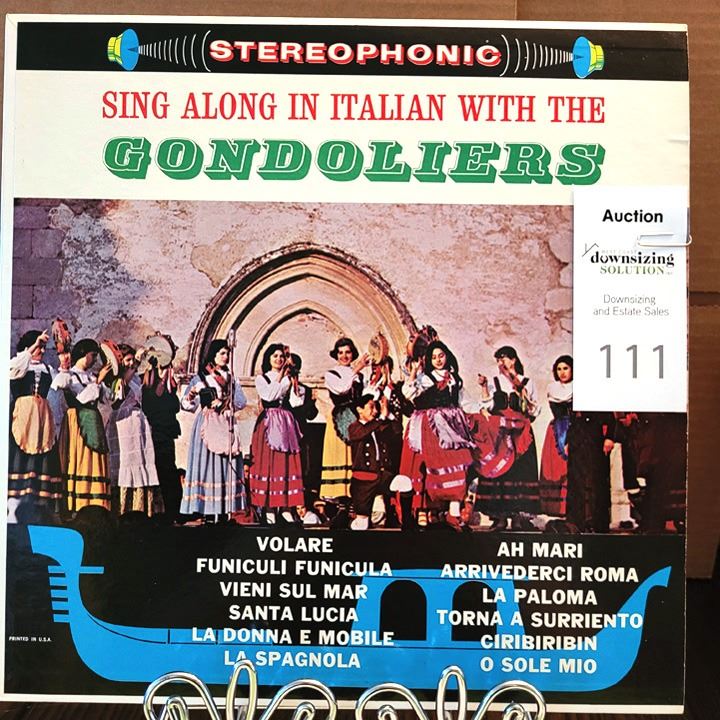 STEREOPHONIC
SING ALONG IN ITALIAN WITH THE
GONDOLIERS
Auction
downsizing
SOLUTION
Downsizing
and Estate Sales
111
VOLARE
FUNICULI FUNICULA
VIENI SUL MAR
SANTA LUCIA
LA DONNA E MOBILE
LA SPAGNOLA
AH MARI
ARRIVEDERCI ROMA
LA PALOMA
TORNA A SURRIENTO
CIRIBIRIBIN
O SOLE MIO
PRINTED IN U.S.A.